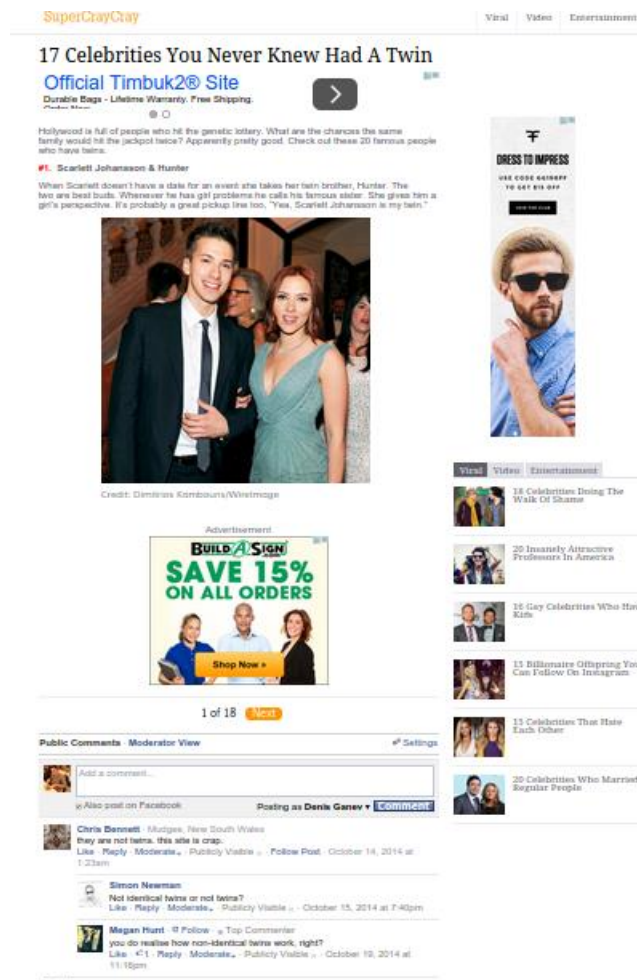 SuperCrayCray
Viral Video Entertainment
17 Celebrities You Never Knew Had A Twin
Official Timbuk2® Site
Durable Bags - Lifetime Warranty. Free Shipping.
Order Now
Hollywood is full of people who hit the genetic lottery. What are the chances the same
family would hit the jackpot twice? Apparently pretty good. Check out these 20 famous people
who have twins.
#1. Scarlett Johansson & Hunter
When Scarlett doesn't have a date for an event she takes her twin brother, Hunter. The
two are best buds. Whenever he has girl problems he calls his famous sister. She gives him a
girl's perspective. It's probably a great pickup line too, "Yea, Scarlett Johansson is my twin."
Credit: Dimitrios Kambouris/WireImage
Advertisement
BUILD A SIGN
SAVE 15%
ON ALL ORDERS
Shop Now »
1 of 18 Next
Public Comments · Moderator View
Settings
Add a comment...
Also post on Facebook
Posting as Denis Ganev ▾ Comment
Chris Bennett · Mudgee, New South Wales
they are not twins. this site is crap.
Like · Reply · Moderate · Publicly Visible · Follow Post · October 14, 2014 at
1:23am
Simon Newman
Not identical twins or not twins?
Like · Reply · Moderate · Publicly Visible · October 15, 2014 at 7:40pm
Megan Hunt · Follow · Top Commenter
you do realise how non-identical twins work, right?
Like · 1 · Reply · Moderate · Publicly Visible · October 19, 2014 at
11:16pm
DRESS TO IMPRESS
TO GET $15 OFF
Viral Video Entertainment
18 Celebrities Doing The
Walk Of Shame
20 Insanely Attractive
Professors In America
16 Gay Celebrities Who Hav
Kids
15 Billionaire Offspring You
Can Follow On Instagram
15 Celebrities That Hate
Each Other
20 Celebrities Who Married
Regular People